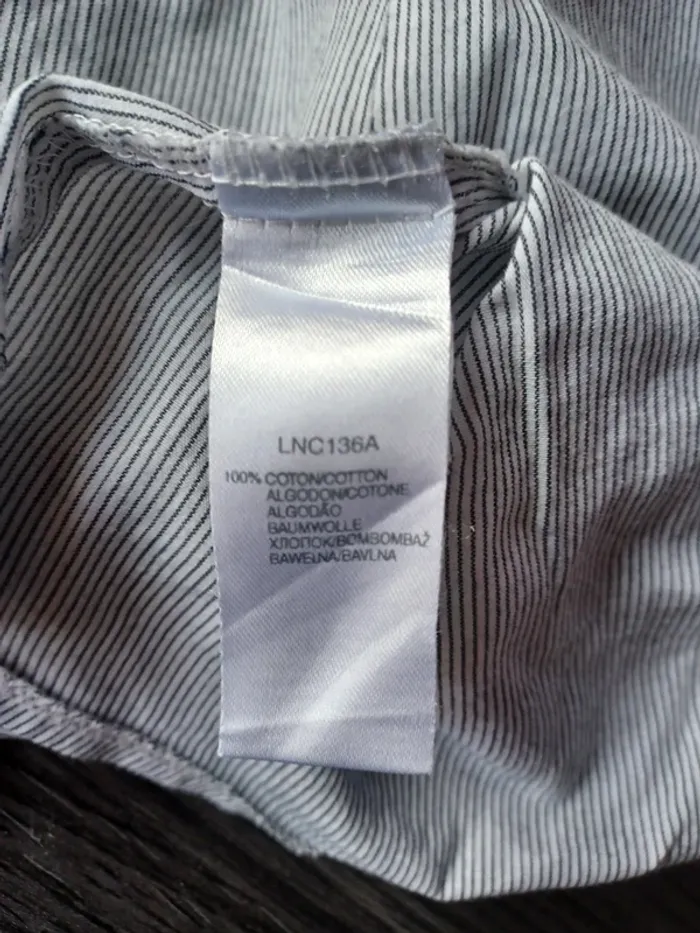 LNC136A
100% COTON/COTTON
ALGODON/COTONE
ALGODÃO
BAUMWOLLE
ХЛОПОК/BOMBOMBAŽ
BAWEŁNA/BAVLNA